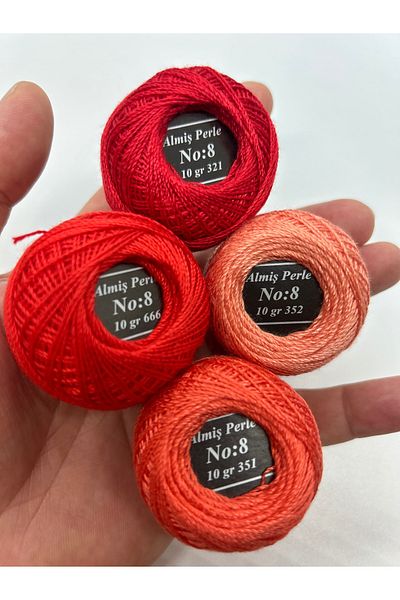 Almiş Perle
No:8
10 gr 321
Almiş Perle
No:8
10 gr 666
Almiş Perle
No:8
10 gr 352
Almiş Perle
No:8
10 gr 351